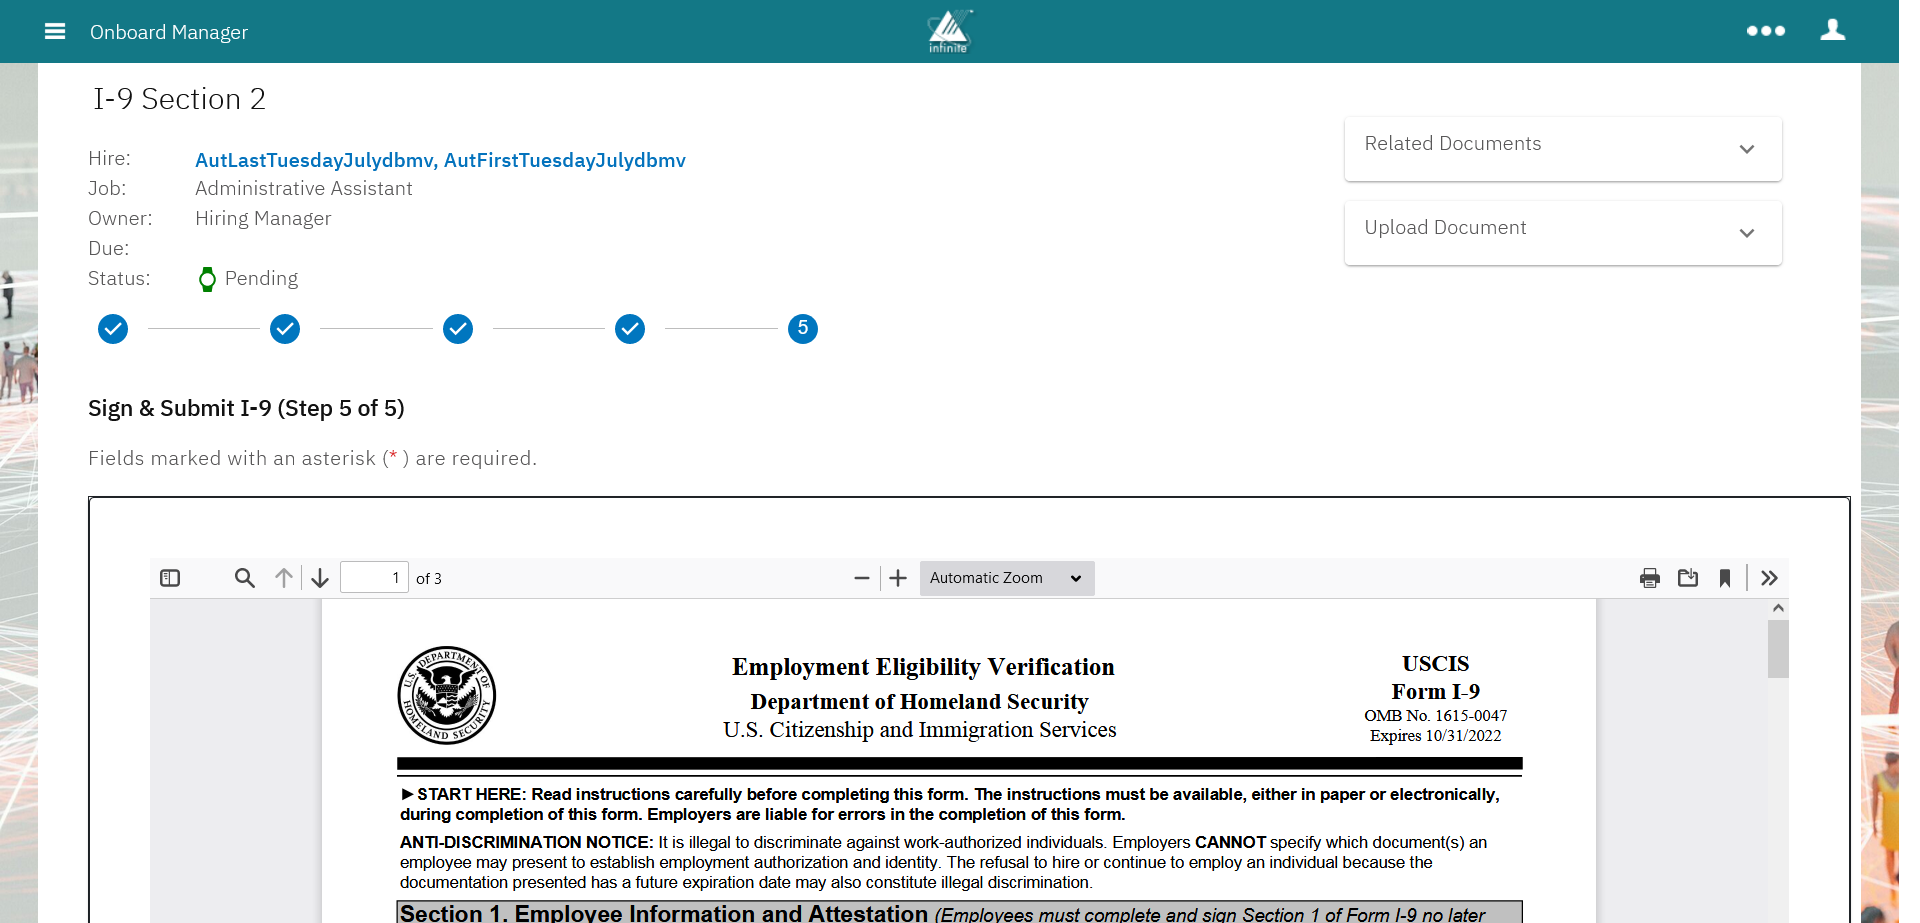 Onboard Manager
infinite
I-9 Section 2
Hire: AutLastTuesdayJulydbmv, AutFirstTuesdayJulydbmv
Job: Administrative Assistant
Owner: Hiring Manager
Due:
Status: Pending
Related Documents
Upload Document
5
Sign & Submit I-9 (Step 5 of 5)
Fields marked with an asterisk (* ) are required.
1 of 3
Automatic Zoom
U.S. DEPARTMENT OF HOMELAND SECURITY
Employment Eligibility Verification
Department of Homeland Security
U.S. Citizenship and Immigration Services
USCIS
Form I-9
OMB No. 1615-0047
Expires 10/31/2022
►START HERE: Read instructions carefully before completing this form. The instructions must be available, either in paper or electronically,
during completion of this form. Employers are liable for errors in the completion of this form.
ANTI-DISCRIMINATION NOTICE: It is illegal to discriminate against work-authorized individuals. Employers CANNOT specify which document(s) an
employee may present to establish employment authorization and identity. The refusal to hire or continue to employ an individual because the
documentation presented has a future expiration date may also constitute illegal discrimination.
Section 1. Employee Information and Attestation (Employees must complete and sign Section 1 of Form I-9 no later